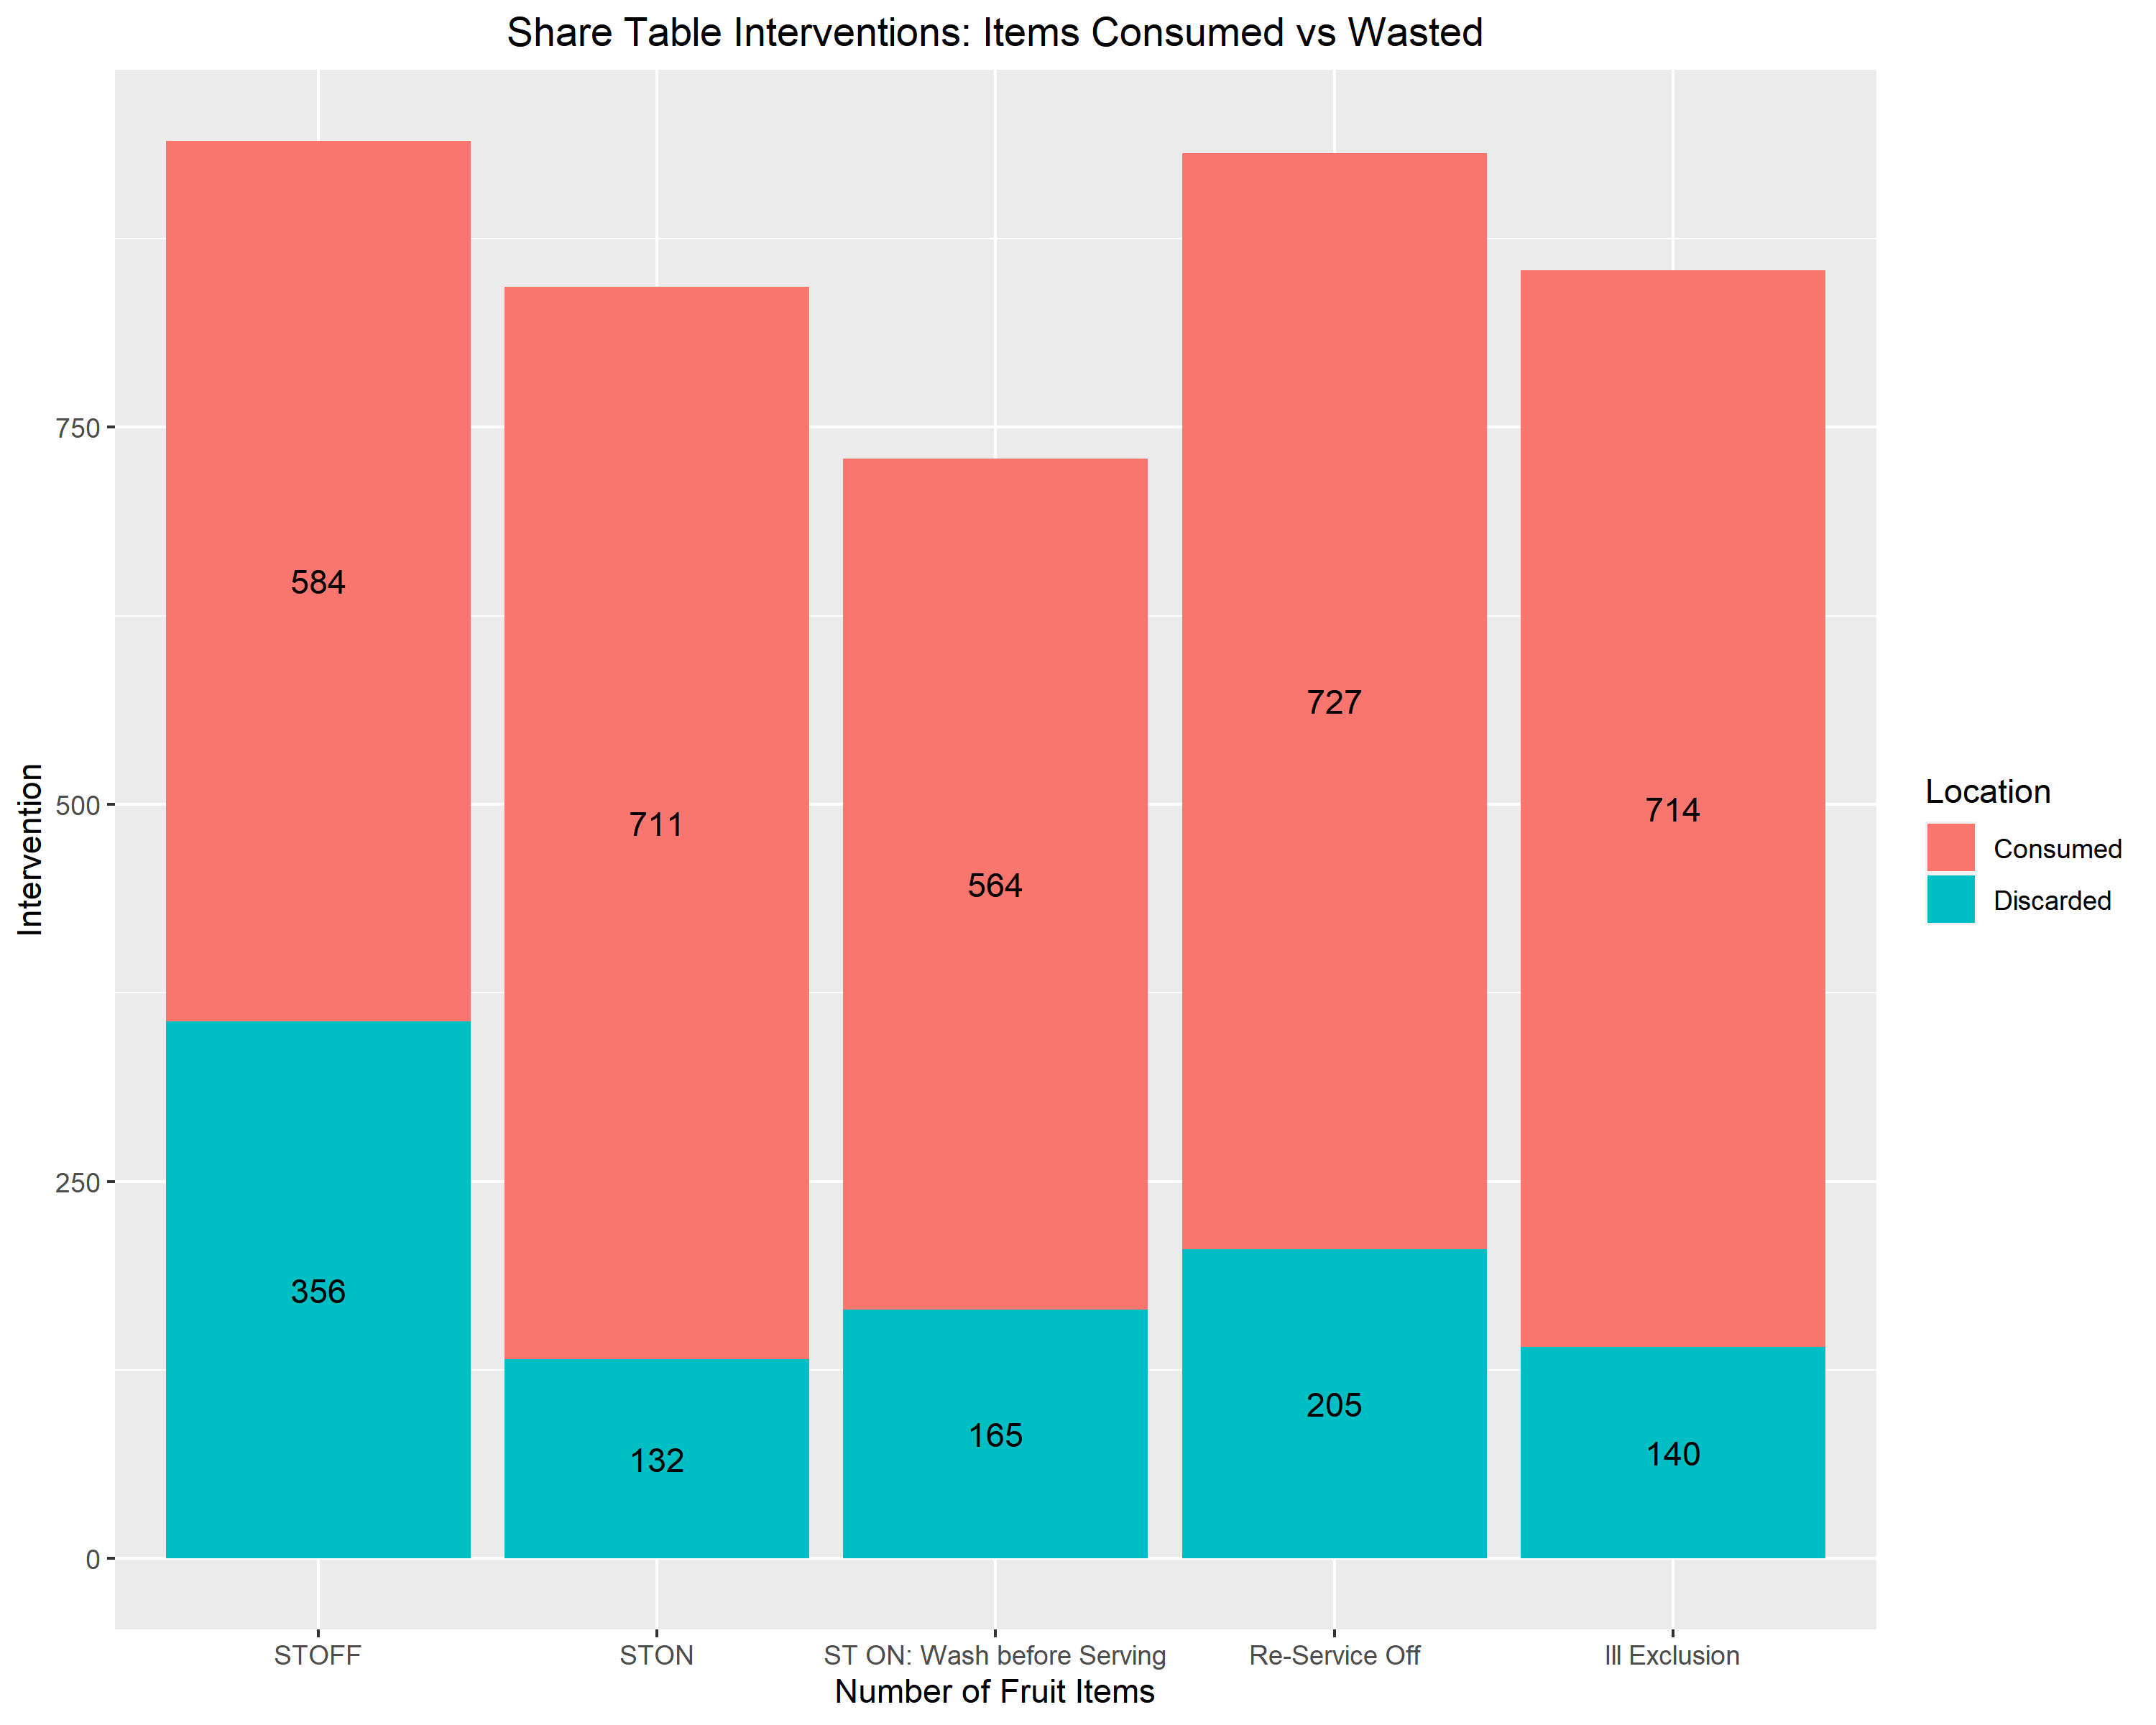 Share Table Interventions: Items Consumed vs Wasted
Intervention
750
500
250
0
584
711
564
727
714
356
132
165
205
140
STOFF
STON
ST ON: Wash before Serving
Re-Service Off
Ill Exclusion
Number of Fruit Items
Location
Consumed
Discarded